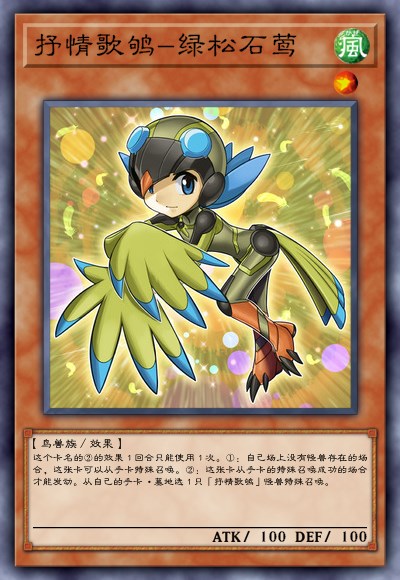 抒情歌鸲-绿松石莺
風
【鸟兽族/效果】
这个卡名的②的效果1回合只能使用1次。①：自己场上没有怪兽存在的场
合，这张卡可以从手卡特殊召唤。②：这张卡从手卡的特殊召唤成功的场合
才能发动。从自己的手卡·墓地选1只「抒情歌鸲」怪兽特殊召唤。
ATK/ 100 DEF/ 100